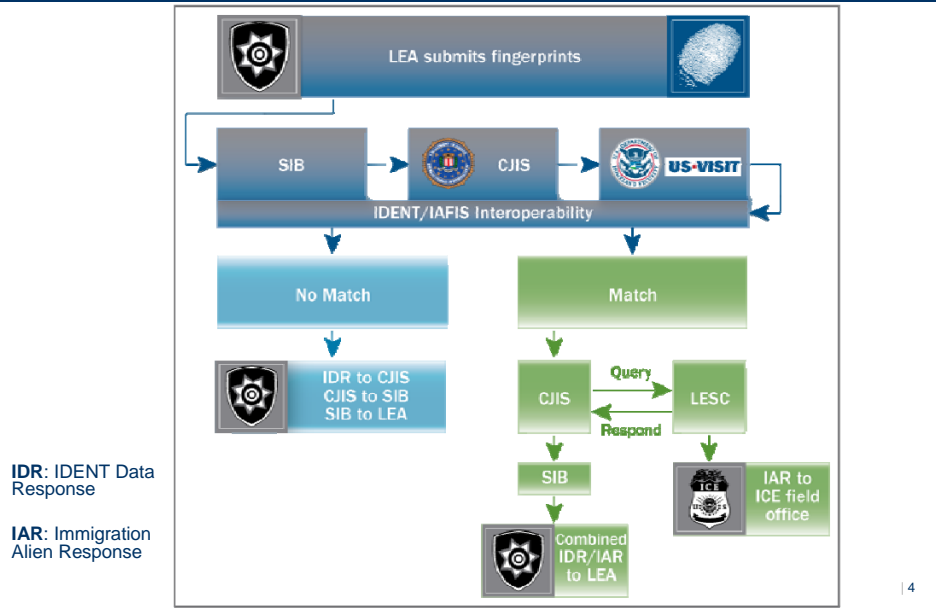 LEA submits fingerprints
SIB
CJIS
US-VISIT
IDENT/IAFIS Interoperability
No Match
Match
IDR to CJIS
CJIS to SIB
SIB to LEA
CJIS
Query
Respond
LESC
SIB
ICE
IAR to
ICE field
office
Combined
IDR/IAR
to LEA
IDR: IDENT Data
Response
IAR: Immigration
Alien Response
| 4